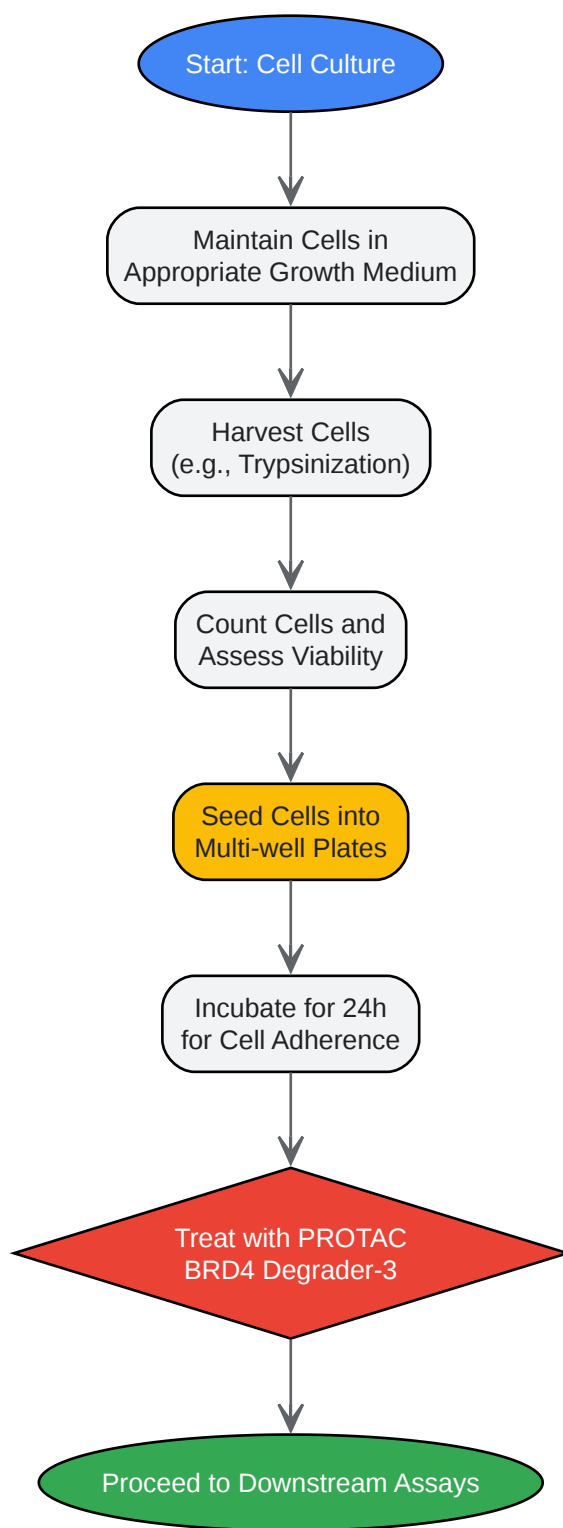 Start: Cell Culture
Maintain Cells in
Appropriate Growth Medium
Harvest Cells
(e.g., Trypsinization)
Count Cells and
Assess Viability
Seed Cells into
Multi-well Plates
Incubate for 24h
for Cell Adherence
Treat with PROTAC
BRD4 Degrader-3
Proceed to Downstream Assays